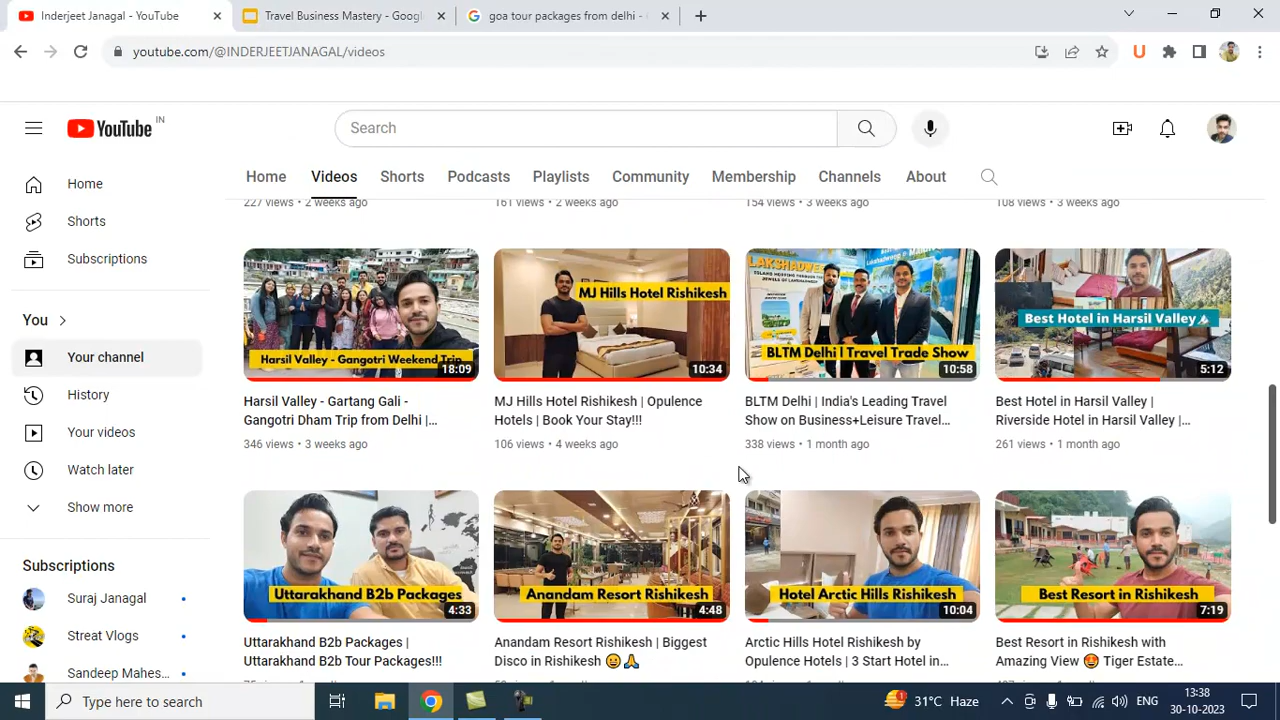 Inderjeet Janagal - YouTube
Travel Business Mastery - Googl
goa tour packages from delhi - G
youtube.com/@INDERJEETJANAGAL/videos
YouTube IN
Search
Home
Videos
Shorts
Podcasts
Playlists
Community
Membership
Channels
About
Home
Shorts
Subscriptions
You
Your channel
History
Your videos
Watch later
Show more
Subscriptions
Suraj Janagal
Streat Vlogs
Sandeep Mahes...
227 views • 2 weeks ago
161 views • 2 weeks ago
154 views • 3 weeks ago
108 views • 3 weeks ago
Harsil Valley - Gangotri Weekend Trip
18:09
MJ Hills Hotel Rishikesh
10:34
LAKSHADWEEP
BLTM Delhi l Travel Trade Show
10:58
Best Hotel in Harsil Valley
5:12
Harsil Valley - Gartang Gali -
Gangotri Dham Trip from Delhi |...
346 views • 3 weeks ago
MJ Hills Hotel Rishikesh | Opulence
Hotels | Book Your Stay!!!
106 views • 4 weeks ago
BLTM Delhi | India's Leading Travel
Show on Business+Leisure Travel...
338 views • 1 month ago
Best Hotel in Harsil Valley |
Riverside Hotel in Harsil Valley |...
261 views • 1 month ago
Uttarakhand B2b Packages
4:33
Anandam Resort Rishikesh
4:48
Hotel Arctic Hills Rishikesh
10:04
Best Resort in Rishikesh
7:19
Uttarakhand B2b Packages |
Uttarakhand B2b Tour Packages!!!
Anandam Resort Rishikesh | Biggest
Disco in Rishikesh 😃🙏
Arctic Hills Hotel Rishikesh by
Opulence Hotels | 3 Start Hotel in...
Best Resort in Rishikesh with
Amazing View 🤩 Tiger Estate...
Type here to search
1
31°C Haze
ENG
13:38
30-10-2023